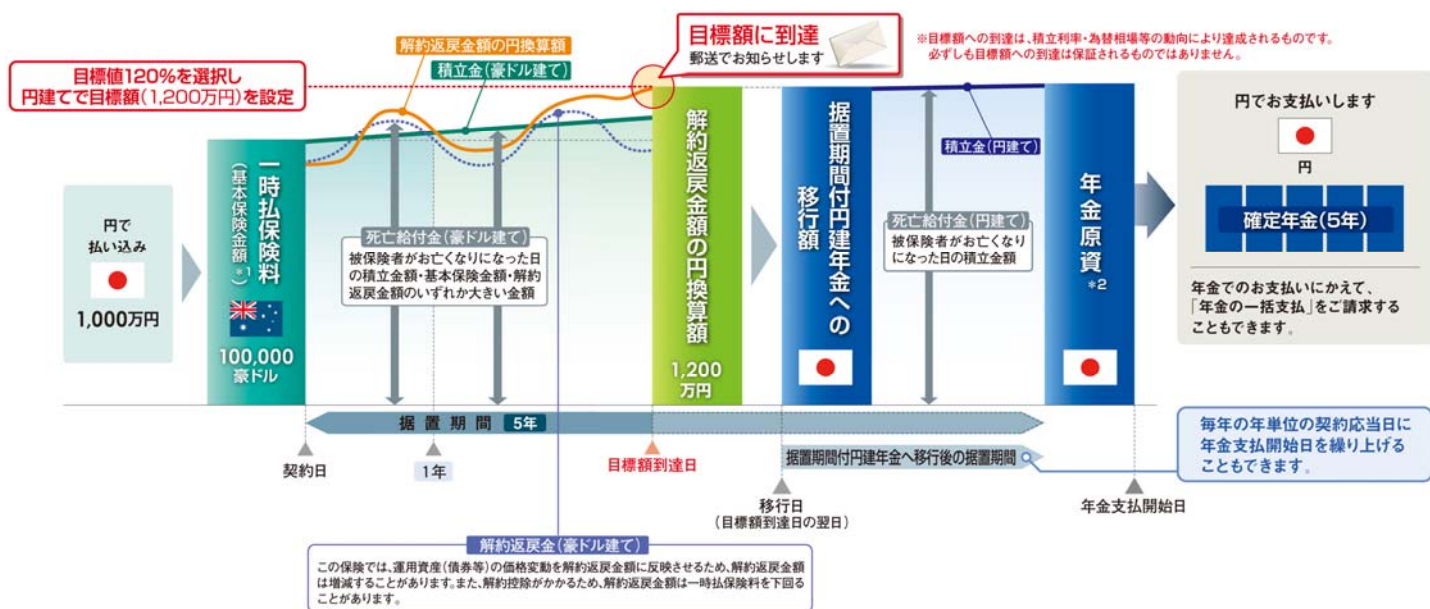 解約返戻金額の円換算額
積立金(豪ドル建て)
目標額に到達
郵送でお知らせします
※目標額への到達は、積立利率・為替相場等の動向により達成されるものです。
必ずしも目標額への到達は保証されるものではありません。
目標値120%を選択し
円建てで目標額(1,200万円)を設定
円で
払い込み
1,000万円
一時払保険料
(基本保険金額*1)
100,000
豪ドル
死亡給付金(豪ドル建て)
被保険者がお亡くなりになった日
の積立金額・基本保険金額・解約
返戻金額のいずれか大きい金額
解約返戻金額の円換算額
1,200
万円
据置期間付円建年金への
移行額
積立金(円建て)
死亡給付金(円建て)
被保険者がお亡くなり
になった日の積立金額
年金原資
*2
円でお支払いします
円
確定年金(5年)
年金でのお支払いにかえて、
「年金の一括支払」をご請求する
こともできます。
据置期間 5年
契約日
1年
目標額到達日
据置期間付円建年金へ移行後の据置期間
毎年の年単位の契約応当日に
年金支払開始日を繰り上げる
こともできます。
移行日
(目標額到達日の翌日)
年金支払開始日
解約返戻金(豪ドル建て)
この保険では、運用資産(債券等)の価格変動を解約返戻金額に反映させるため、解約返戻金額
は増減することがあります。また、解約控除がかかるため、解約返戻金額は一時払保険料を下回る
ことがあります。